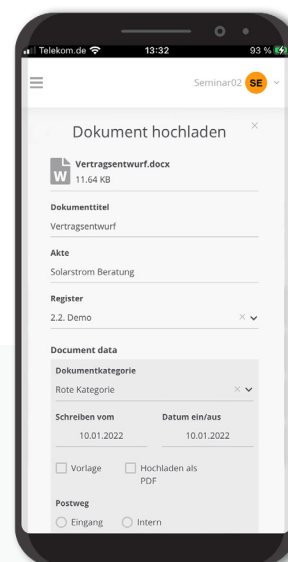 Telekom.de 13:32 93 %
Seminar02 SE
Dokument hochladen
W Vertragsentwurf.docx
11.64 KB
Dokumenttitel
Vertragsentwurf
Akte
Solarstrom Beratung
Register
2.2. Demo
Document data
Dokumentkategorie
Rote Kategorie
Schreiben vom Datum ein/aus
10.01.2022 10.01.2022
Vorlage Hochladen als
PDF
Postweg
Eingang Intern